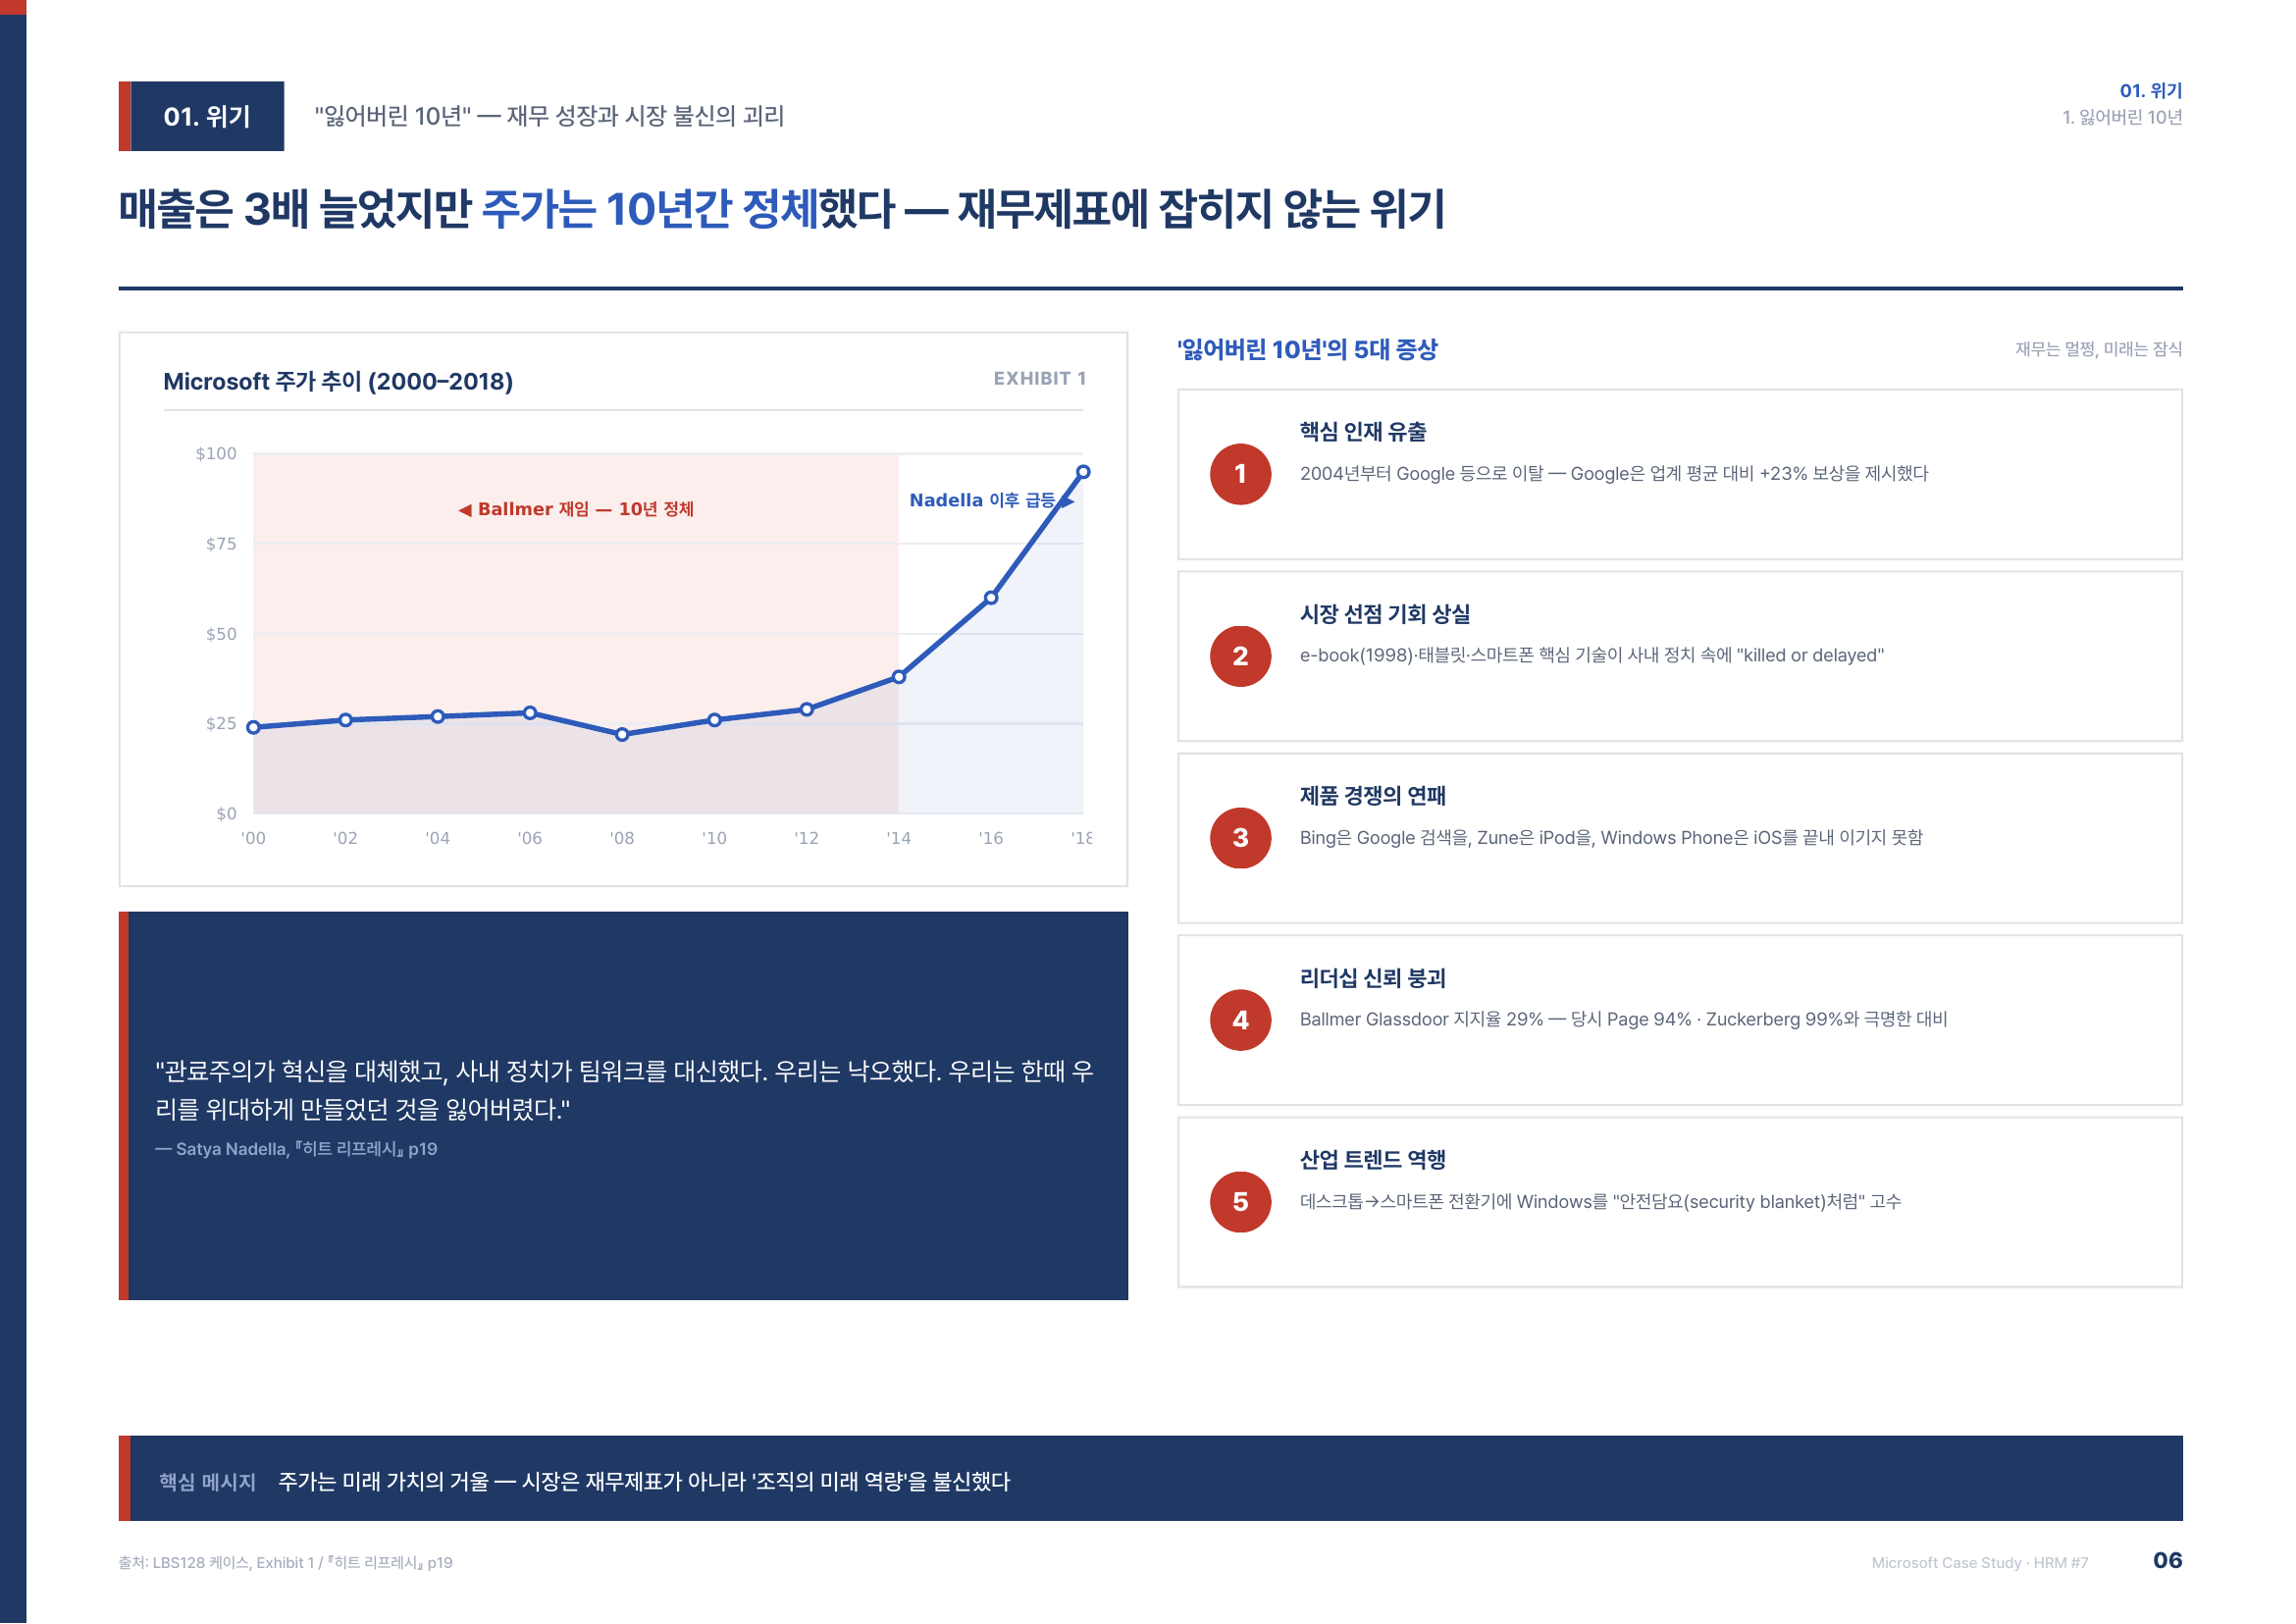 01. 위기
"잃어버린 10년" — 재무 성장과 시장 불신의 괴리
01. 위기
1. 잃어버린 10년
매출은 3배 늘었지만 주가는 10년간 정체했다 — 재무제표에 잡히지 않는 위기
Microsoft 주가 추이 (2000–2018)
EXHIBIT 1
$100
$75
$50
$25
$0
◀ Ballmer 재임 — 10년 정체
Nadella 이후 급등 ▶
'00 '02 '04 '06 '08 '10 '12 '14 '16 '18
"관료주의가 혁신을 대체했고, 사내 정치가 팀워크를 대신했다. 우리는 낙오했다. 우리는 한때 우
리를 위대하게 만들었던 것을 잃어버렸다."
— Satya Nadella, 『히트 리프레시』 p19
'잃어버린 10년'의 5대 증상
재무는 멀쩡, 미래는 잠식
1
핵심 인재 유출
2004년부터 Google 등으로 이탈 — Google은 업계 평균 대비 +23% 보상을 제시했다
2
시장 선점 기회 상실
e-book(1998)·태블릿·스마트폰 핵심 기술이 사내 정치 속에 "killed or delayed"
3
제품 경쟁의 연패
Bing은 Google 검색을, Zune은 iPod을, Windows Phone은 iOS를 끝내 이기지 못함
4
리더십 신뢰 붕괴
Ballmer Glassdoor 지지율 29% — 당시 Page 94% · Zuckerberg 99%와 극명한 대비
5
산업 트렌드 역행
데스크톱→스마트폰 전환기에 Windows를 "안전담요(security blanket)처럼" 고수
핵심 메시지 주가는 미래 가치의 거울 — 시장은 재무제표가 아니라 '조직의 미래 역량'을 불신했다
출처: LBS128 케이스, Exhibit 1 / 『히트 리프레시』 p19
Microsoft Case Study · HRM #7
06